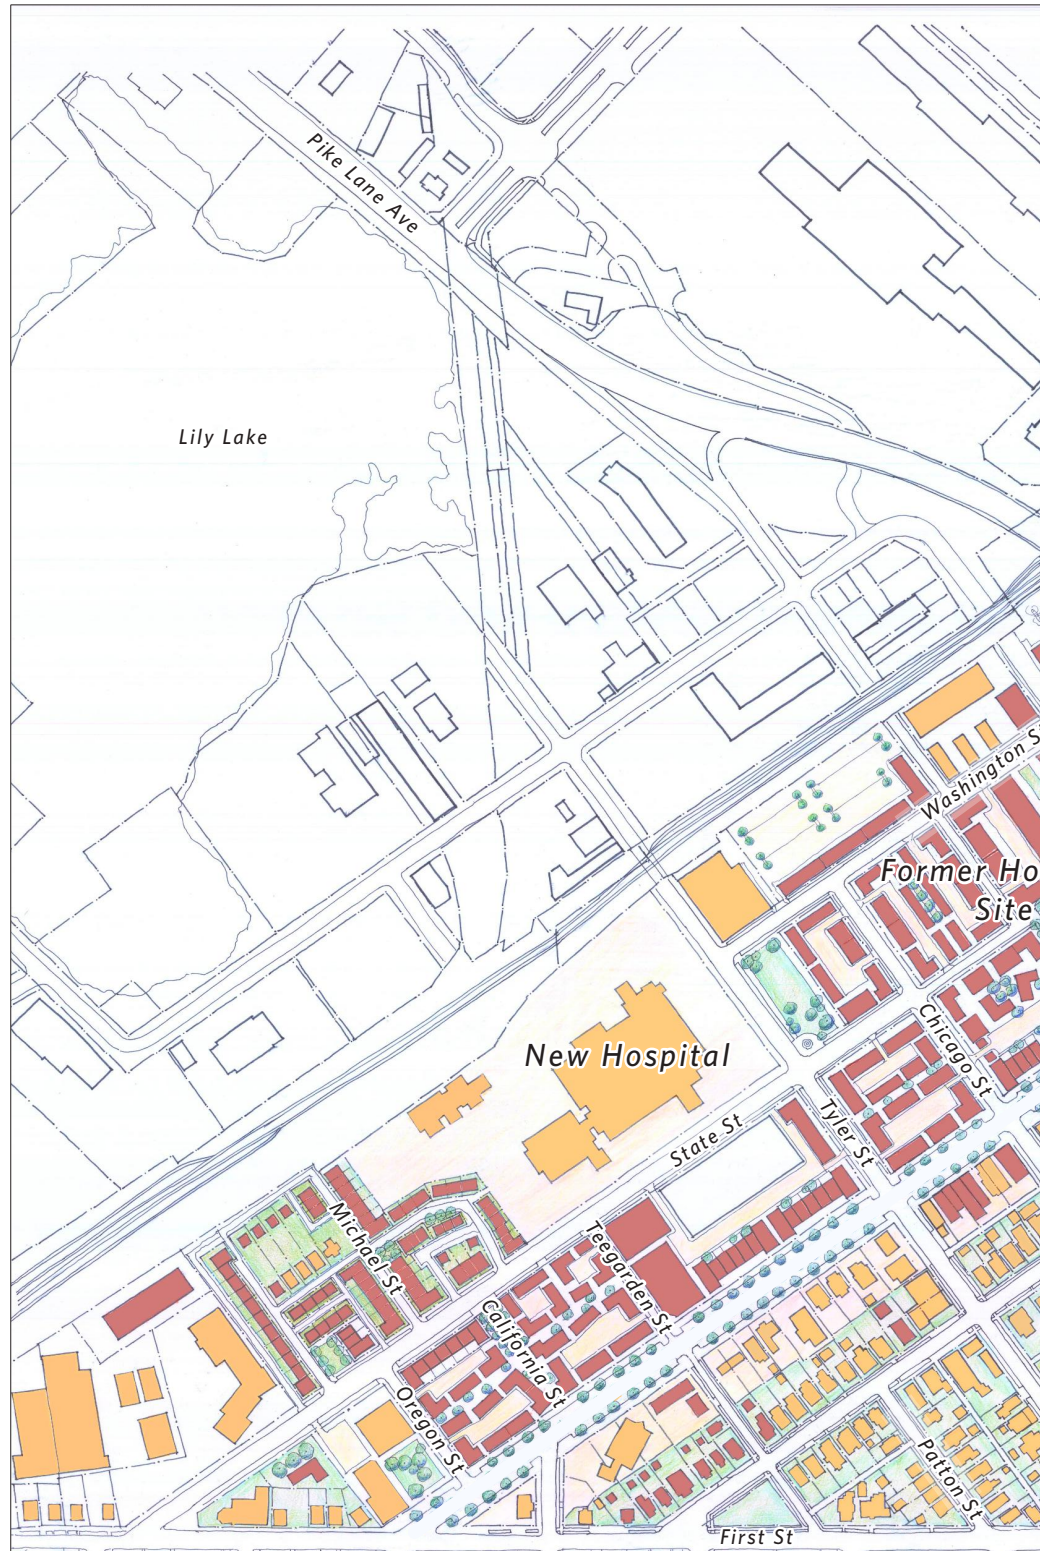 Pike Lane Ave
Lily Lake
Washington S
Former Ho
Site
Chicago St
New Hospital
Tyler St
State St
Michael St
Teegarden St
California St
Oregon St
Patton St
First St